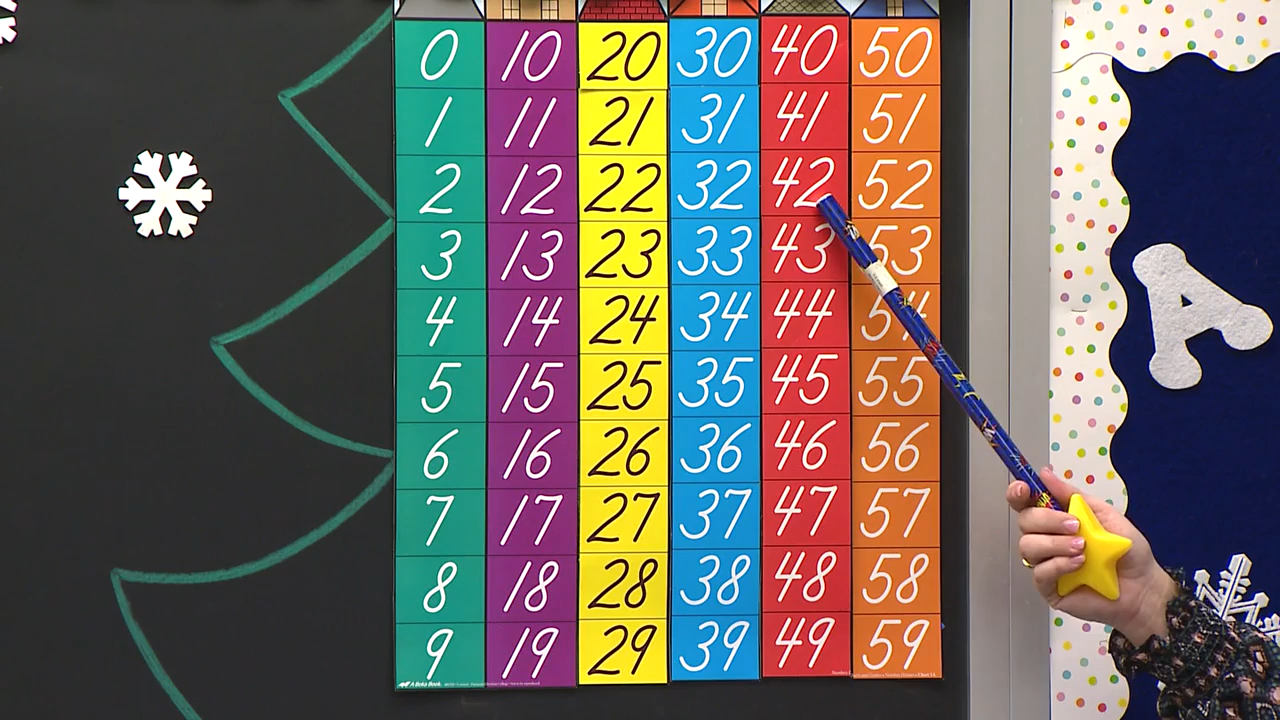 0 10 20 30 40 50
1 11 21 31 41 51
2 12 22 32 42 52
3 13 23 33 43 53
4 14 24 34 44 54
5 15 25 35 45 55
6 16 26 36 46 56
7 17 27 37 47 57
8 18 28 38 48 58
9 19 29 39 49 59
A Beka Book
A